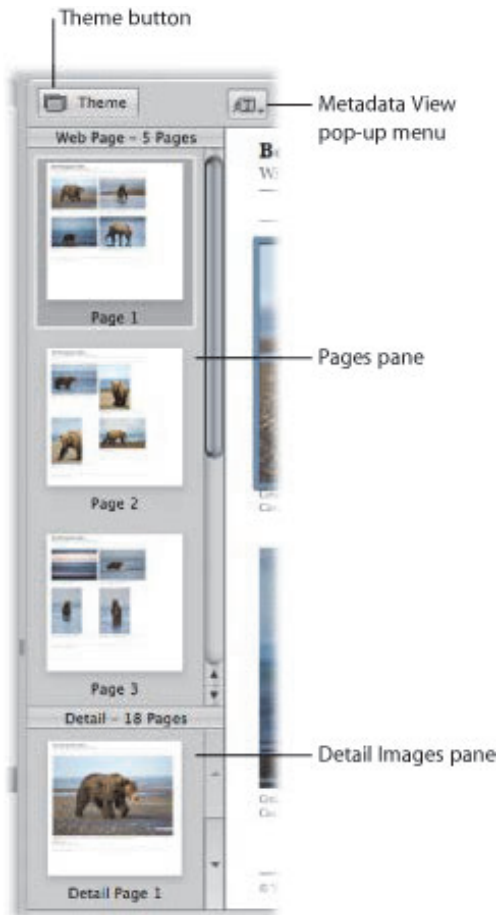 Theme button
Theme
Metadata View
pop-up menu
Web Page – 5 Pages
Page 1
Pages pane
Page 2
Page 3
Detail – 18 Pages
Detail Images pane
Detail Page 1